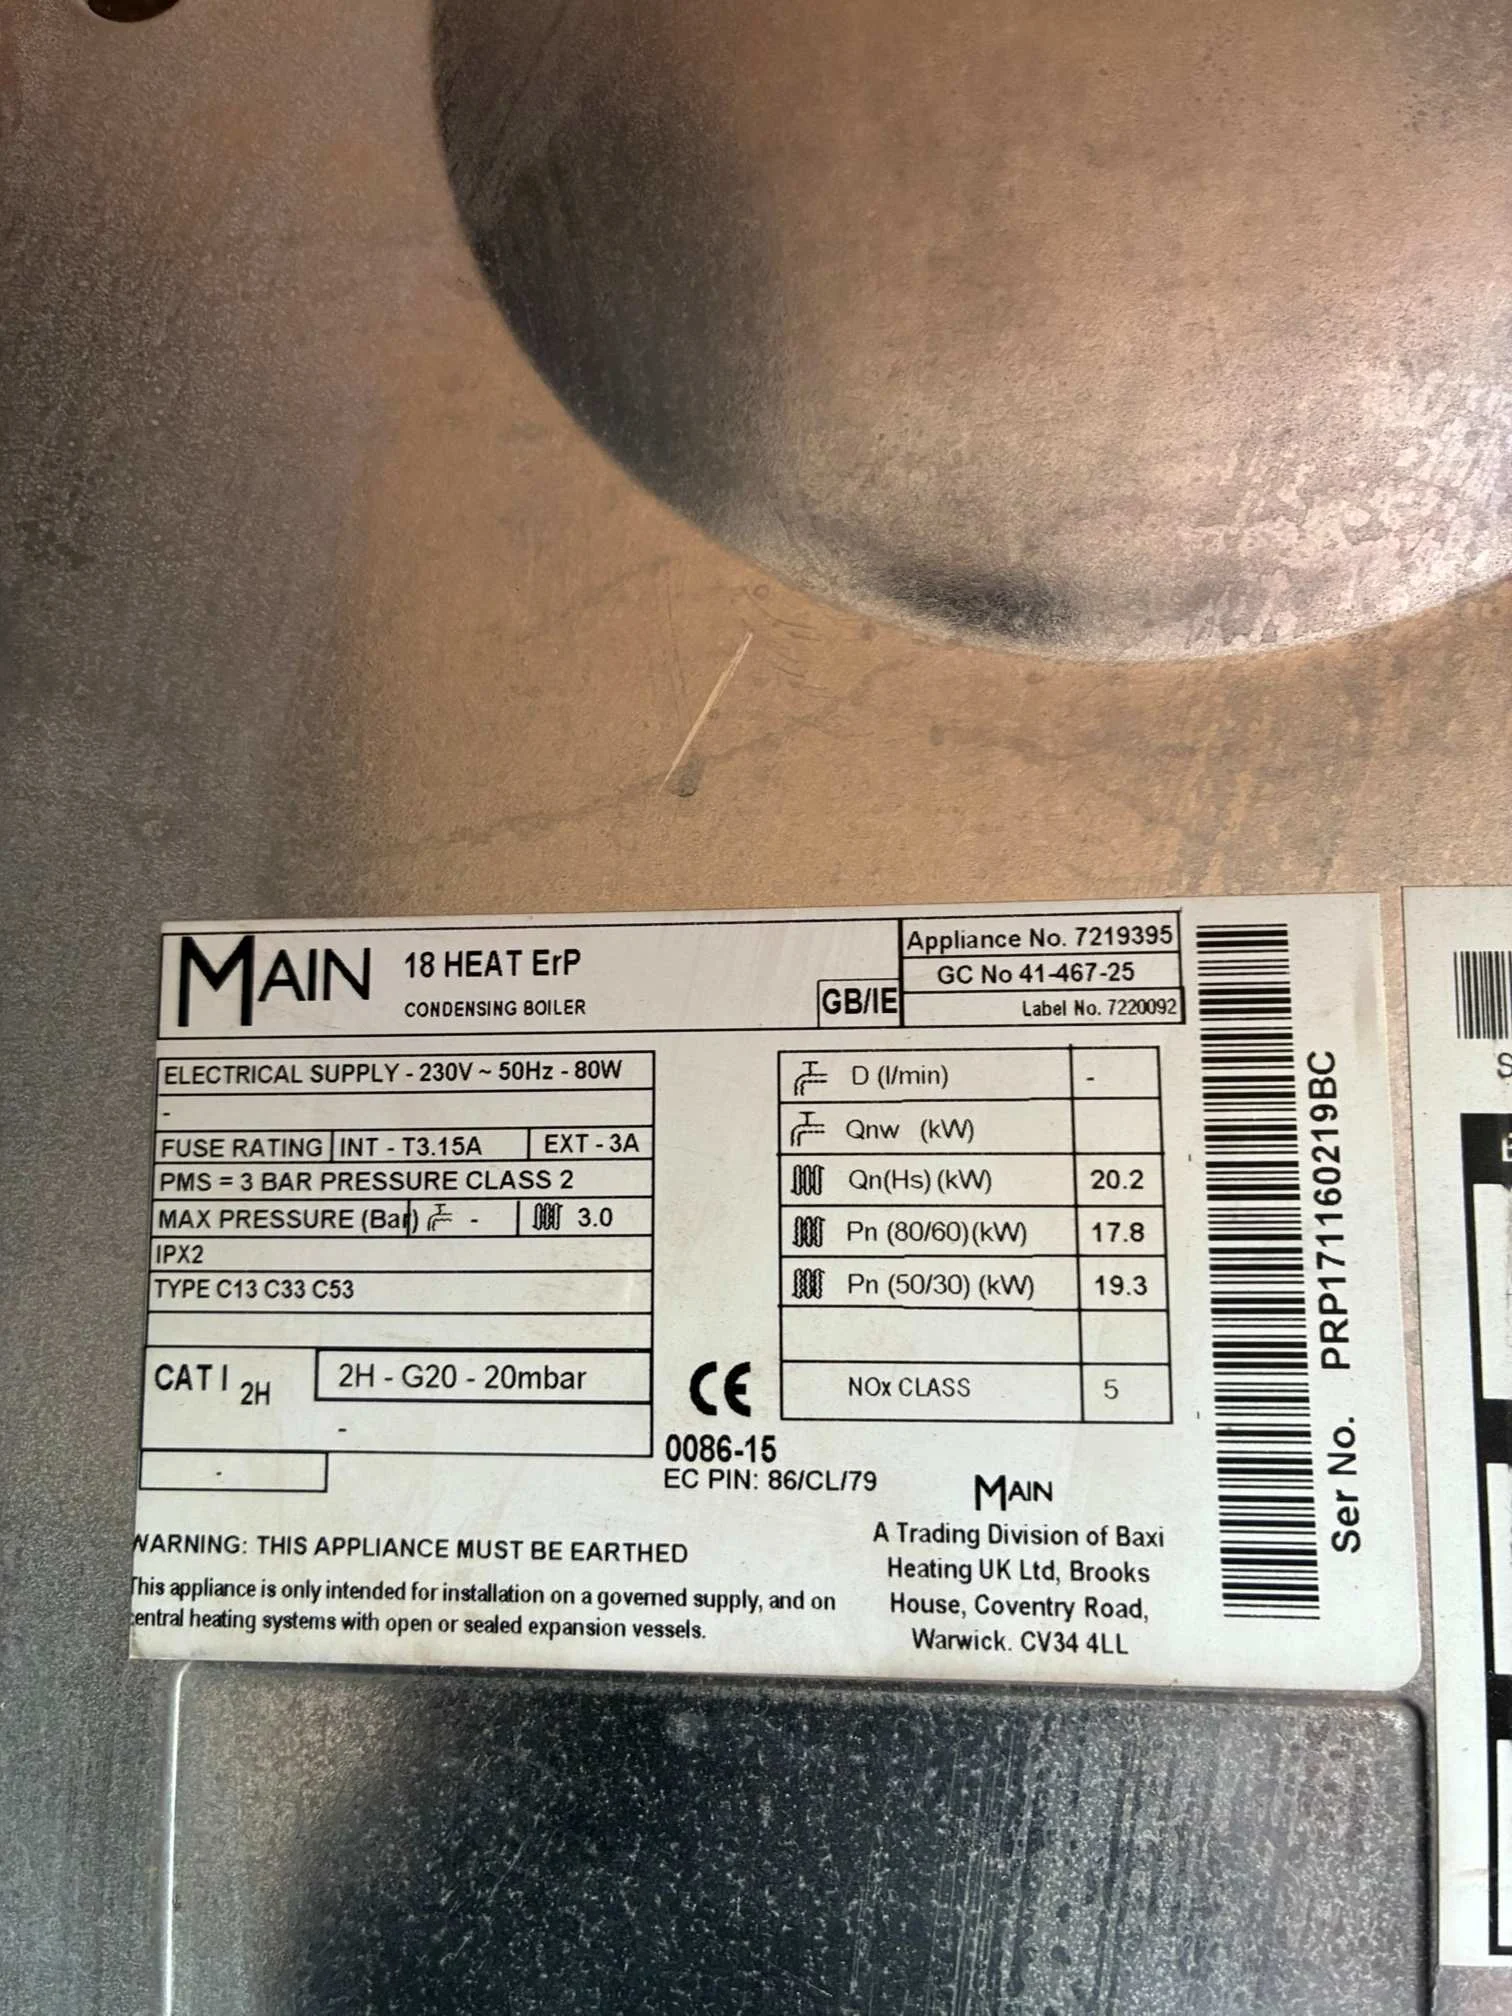 MAIN 18 HEAT ErP
CONDENSING BOILER
GB/IE
Appliance No. 7219395
GC No 41-467-25
Label No. 7220092
ELECTRICAL SUPPLY - 230V ~ 50Hz - 80W
-
FUSE RATING INT - T3.15A EXT - 3A
PMS = 3 BAR PRESSURE CLASS 2
MAX PRESSURE (Bar) - 3.0
IPX2
TYPE C13 C33 C53
CAT I 2H 2H - G20 - 20mbar
-
-
D (l/min) -
Qnw (kW)
Qn(Hs) (kW) 20.2
Pn (80/60) (kW) 17.8
Pn (50/30) (kW) 19.3
NOx CLASS 5
CE
0086-15
EC PIN: 86/CL/79
WARNING: THIS APPLIANCE MUST BE EARTHED
This appliance is only intended for installation on a governed supply, and on
central heating systems with open or sealed expansion vessels.
MAIN
A Trading Division of Baxi
Heating UK Ltd, Brooks
House, Coventry Road,
Warwick. CV34 4LL
Ser No. PRP171160219BC